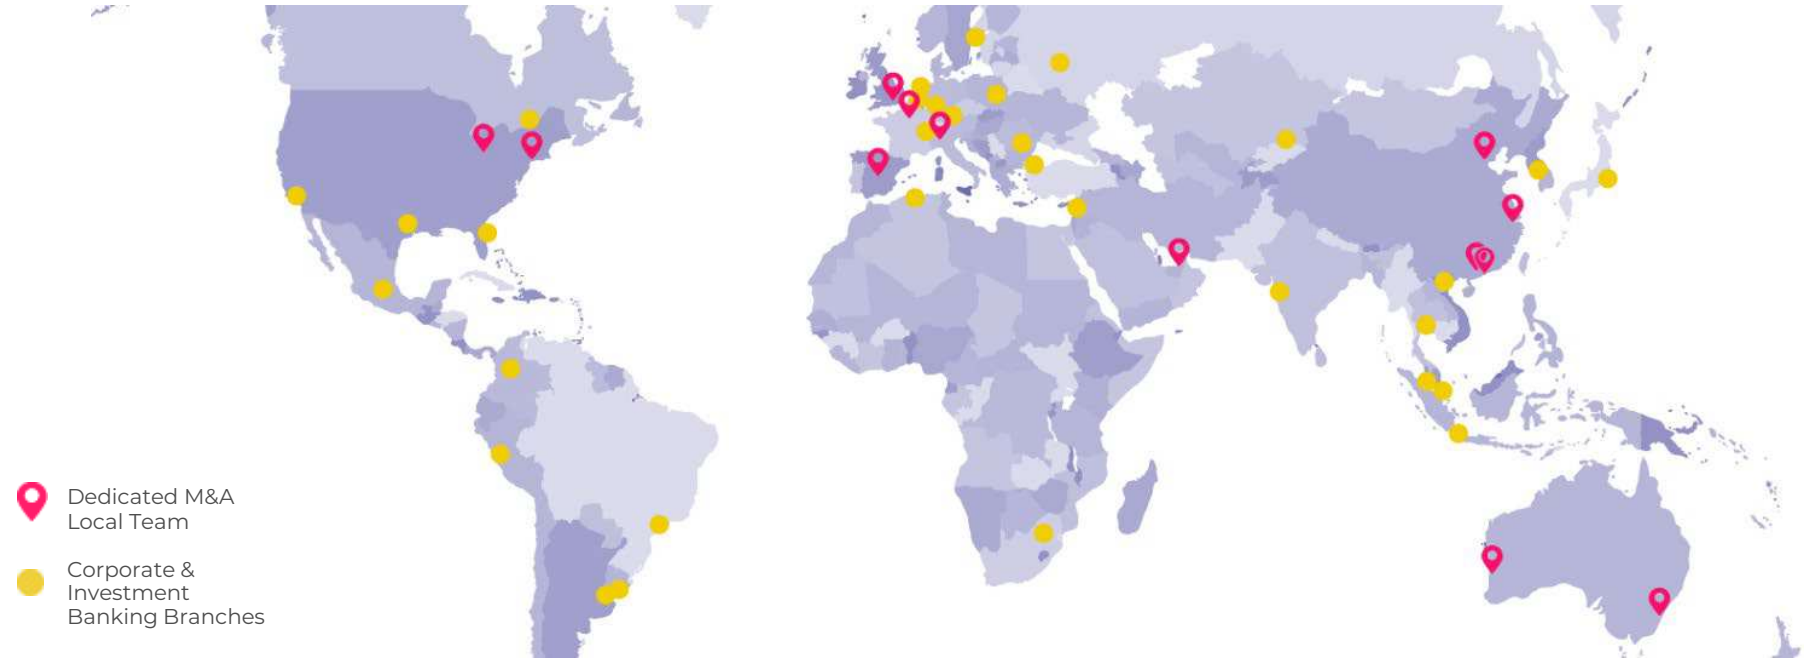 Dedicated M&A
Local Team
Corporate &
Investment
Banking Branches